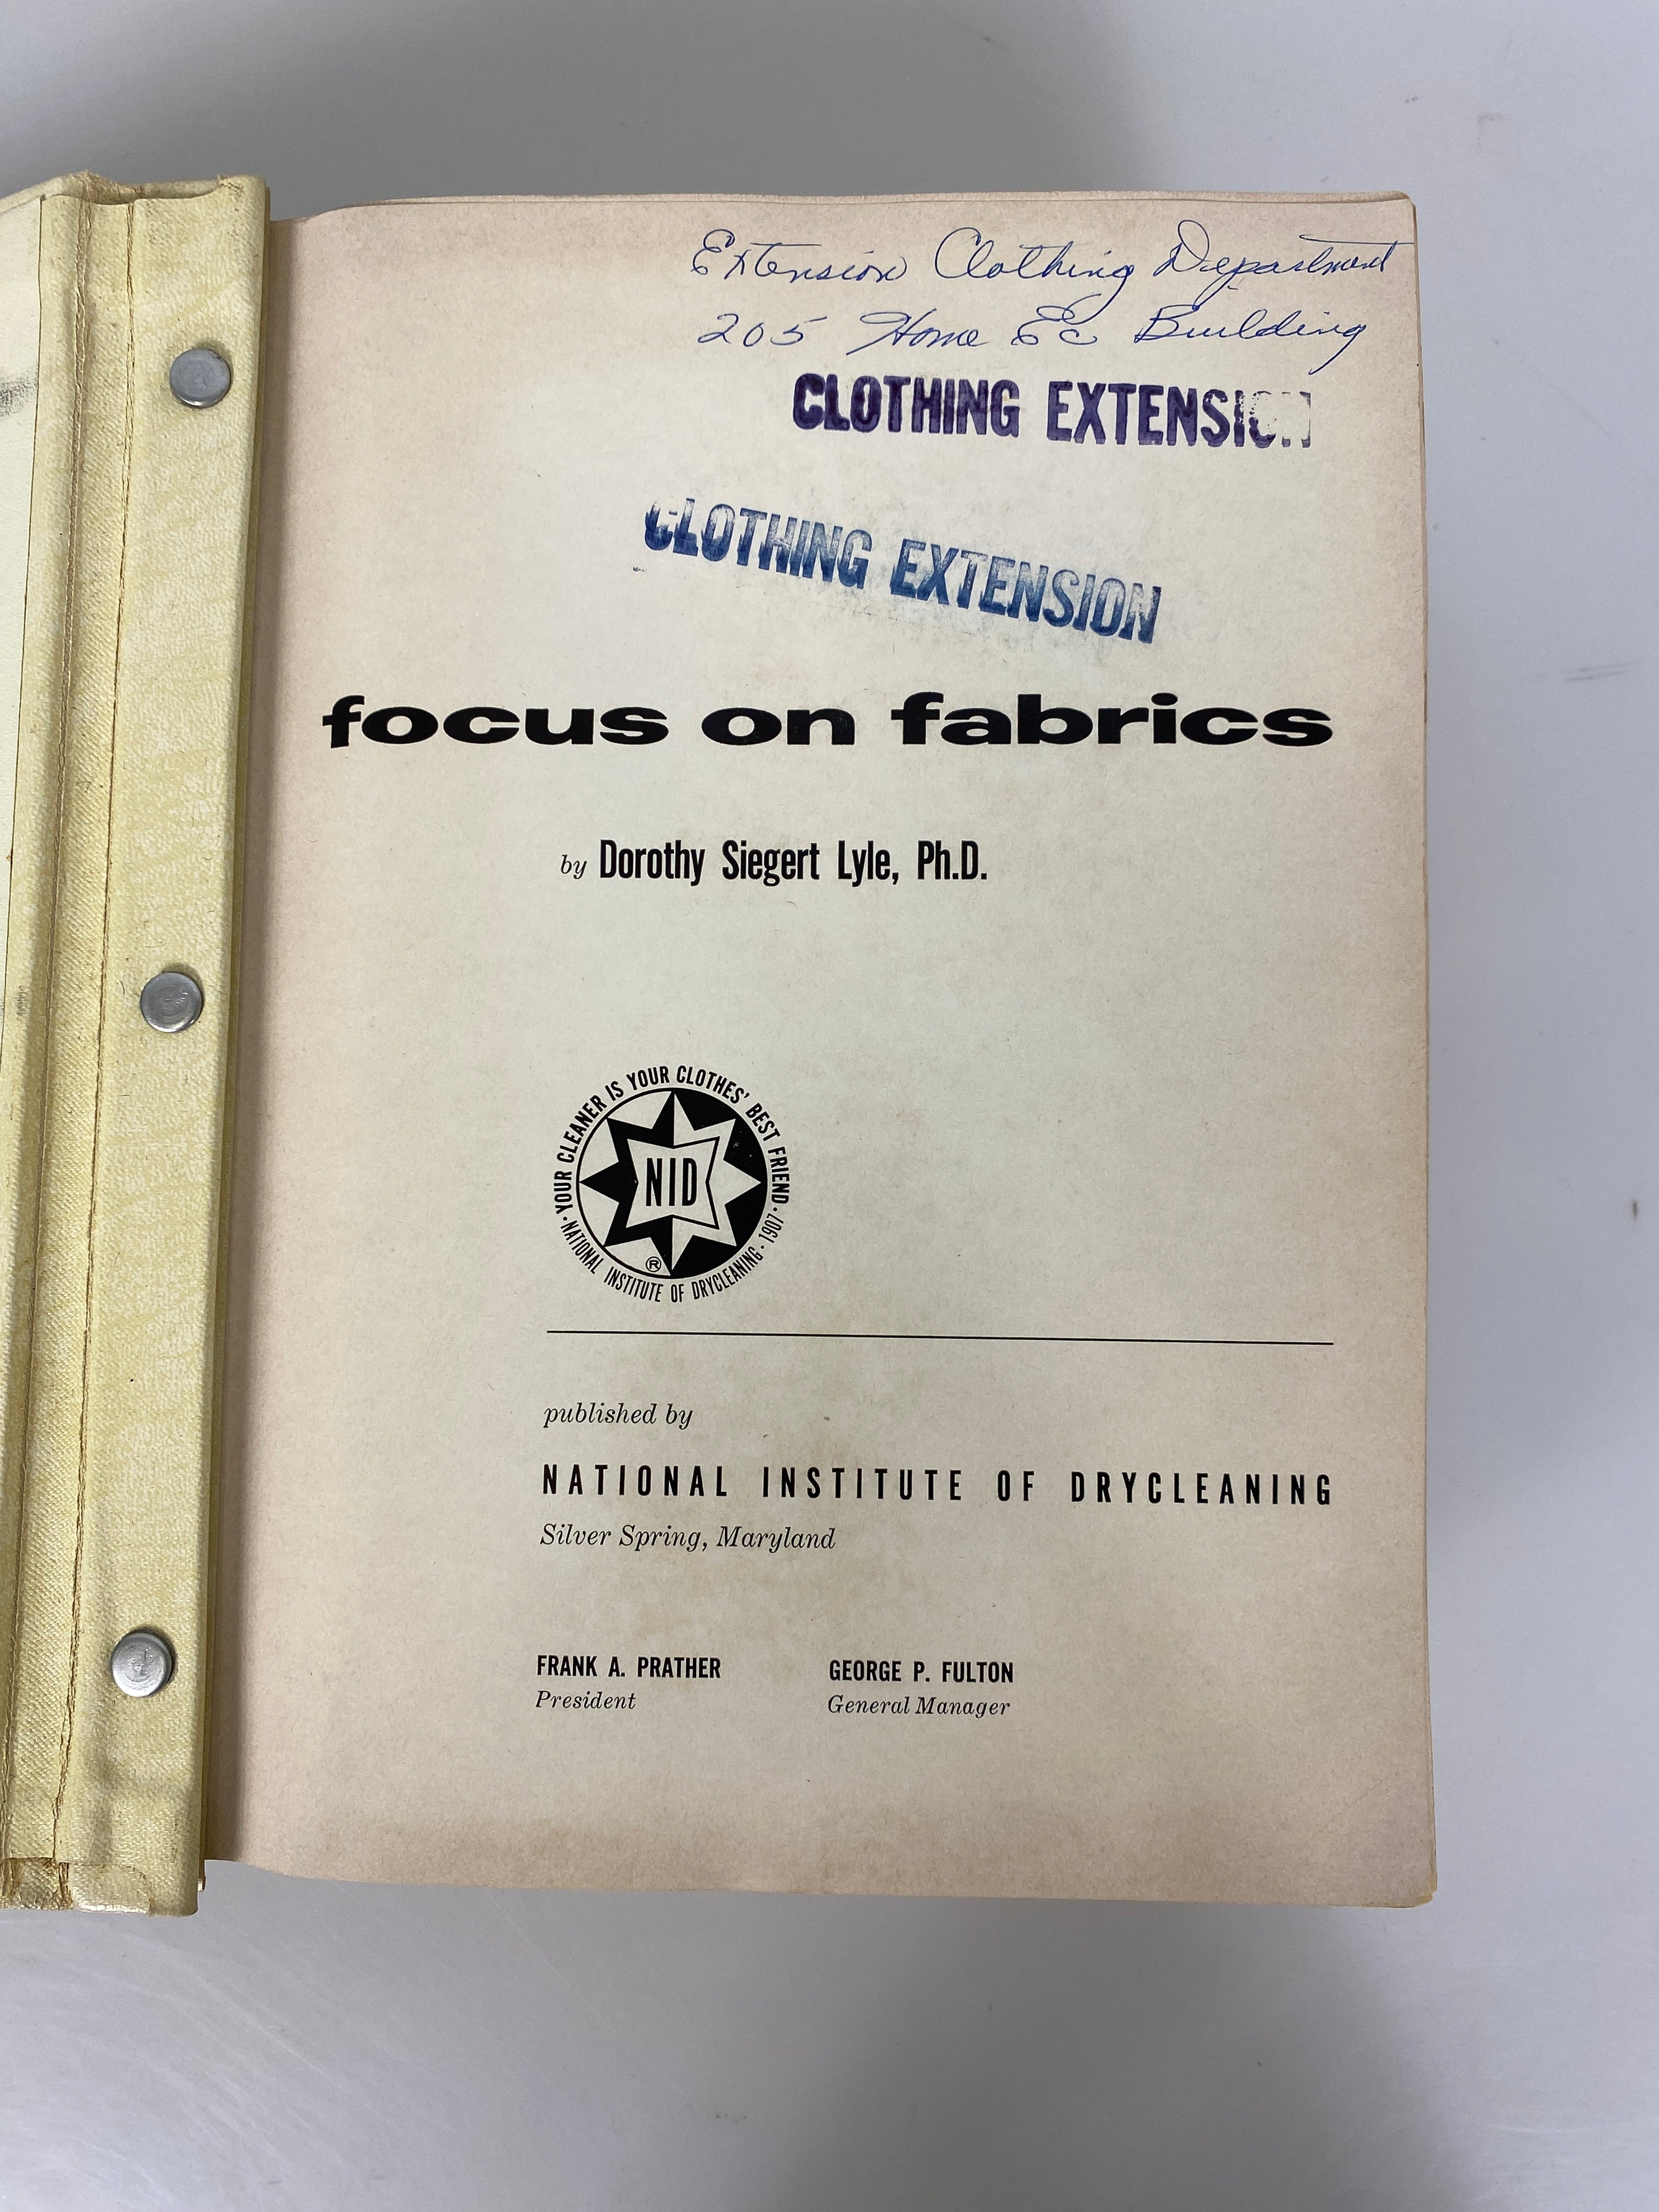 Extension Clothing Department
205 Home Ec Building
CLOTHING EXTENSION
CLOTHING EXTENSION
focus on fabrics
by Dorothy Siegert Lyle, Ph.D.
YOUR CLEANER IS YOUR CLOTHES' BEST FRIEND
NID
®
· NATIONAL INSTITUTE OF DRYCLEANING · 1907 ·
published by
NATIONAL INSTITUTE OF DRYCLEANING
Silver Spring, Maryland
FRANK A. PRATHER GEORGE P. FULTON
President General Manager